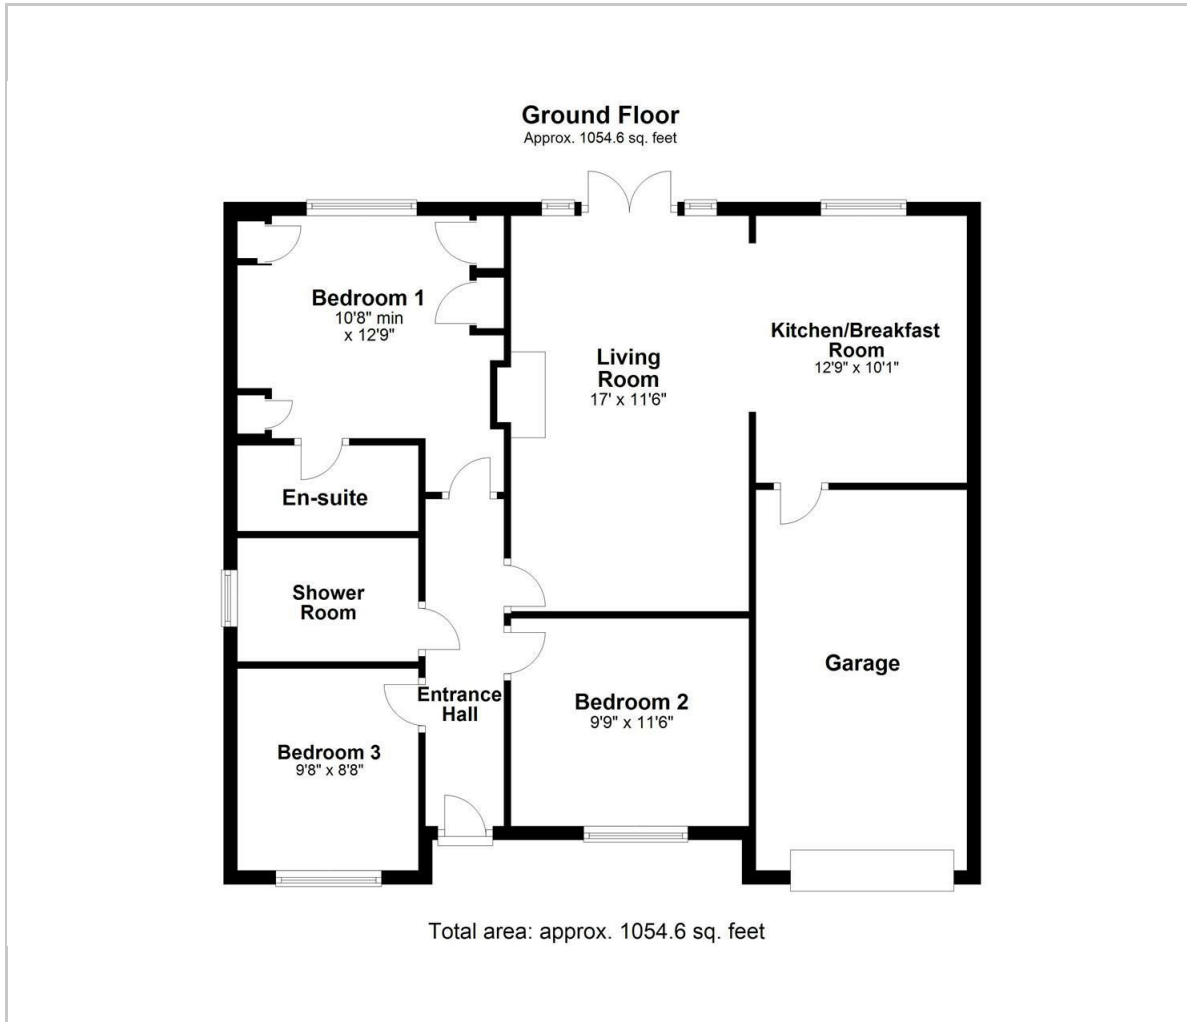 Ground Floor
Approx. 1054.6 sq. feet
Bedroom 1
10'8" min
x 12'9"
Living
Room
17' x 11'6"
Kitchen/Breakfast
Room
12'9" x 10'1"
En-suite
Shower
Room
Entrance
Hall
Bedroom 2
9'9" x 11'6"
Garage
Bedroom 3
9'8" x 8'8"
Total area: approx. 1054.6 sq. feet